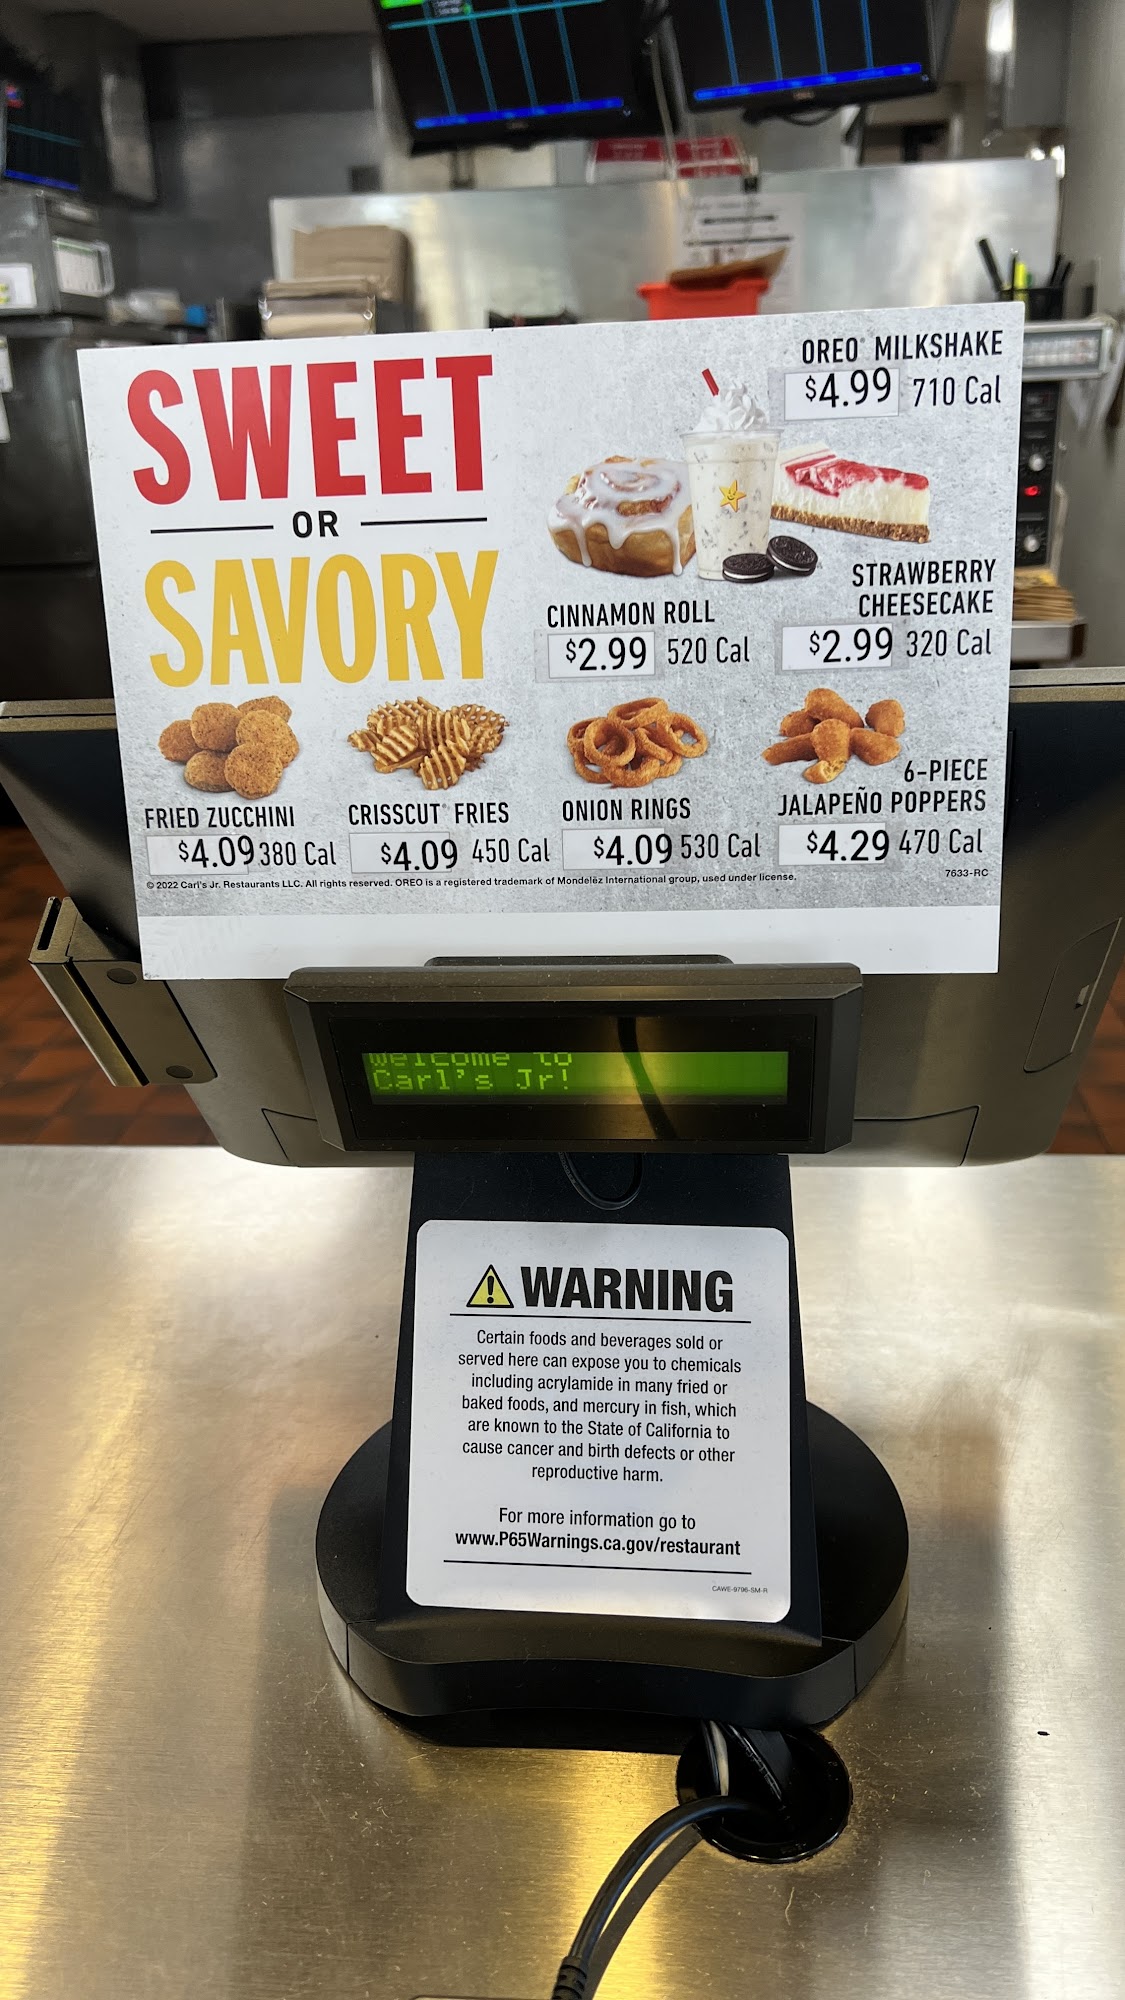 SWEET
OR
SAVORY
OREO® MILKSHAKE
$4.99 710 Cal
CINNAMON ROLL
$2.99 520 Cal
STRAWBERRY
CHEESECAKE
$2.99 320 Cal
FRIED ZUCCHINI
$4.09 380 Cal
CRISSCUT® FRIES
$4.09 450 Cal
ONION RINGS
$4.09 530 Cal
6-PIECE
JALAPEÑO POPPERS
$4.29 470 Cal
© 2022 Carl's Jr. Restaurants LLC. All rights reserved. OREO is a registered trademark of Mondelēz International group, used under license.
7633-RC
Welcome to
Carl's Jr!
WARNING
Certain foods and beverages sold or
served here can expose you to chemicals
including acrylamide in many fried or
baked foods, and mercury in fish, which
are known to the State of California to
cause cancer and birth defects or other
reproductive harm.
For more information go to
www.P65Warnings.ca.gov/restaurant
CAWE-9796-SM-R